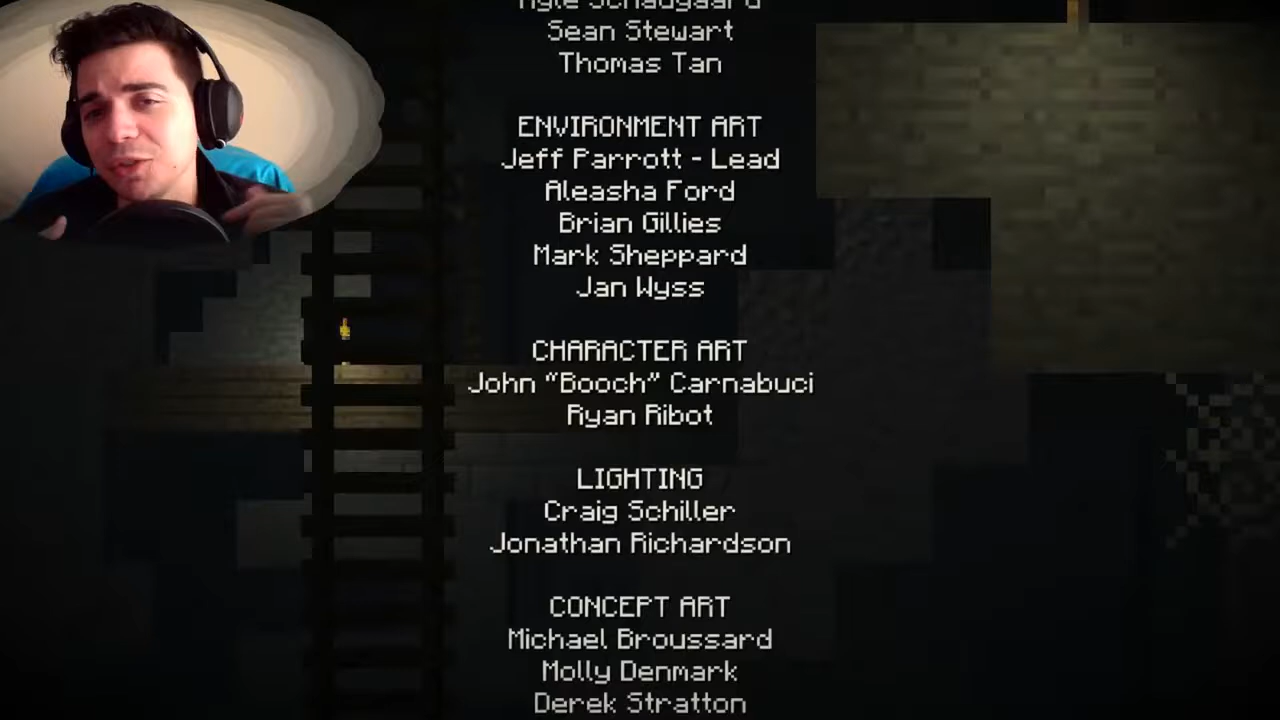 Sean Stewart
Thomas Tan
ENVIRONMENT ART
Jeff Parrott - Lead
Aleasha Ford
Brian Gillies
Mark Sheppard
Jan Wyss
CHARACTER ART
John “Booch” Carnabuci
Ryan Ribot
LIGHTING
Craig Schiller
Jonathan Richardson
CONCEPT ART
Michael Broussard
Molly Denmark
Derek Stratton